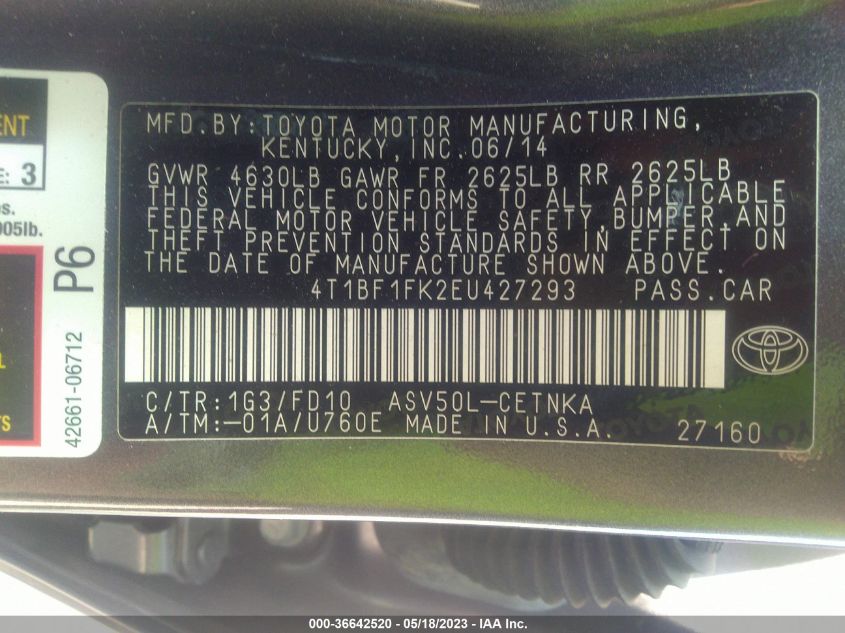 ENT
E: 3
os.
905lb.
P6
42661-06712
L
TS
MFD.BY:TOYOTA MOTOR MANUFACTURING,
KENTUCKY,INC.06/14
GVWR 4630LB GAWR FR 2625LB RR 2625LB
THIS VEHICLE CONFORMS TO ALL APPLICABLE
FEDERAL MOTOR VEHICLE SAFETY,BUMPER,AND
THEFT PREVENTION STANDARDS IN EFFECT ON
THE DATE OF MANUFACTURE SHOWN ABOVE.
4T1BF1FK2EU427293 PASS.CAR
C/TR:1G3/FD10 ASV50L-CETNKA
A/TM:-01A/U760E MADE IN U.S.A. 27160
000-36642520 - 05/18/2023 - IAA Inc.